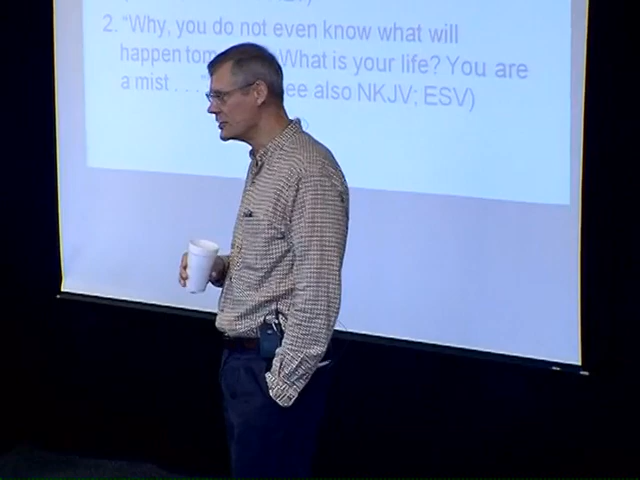 2. “Why, you do not even know what will
happen What is your life? You are
a mist . . . see also NKJV; ESV)